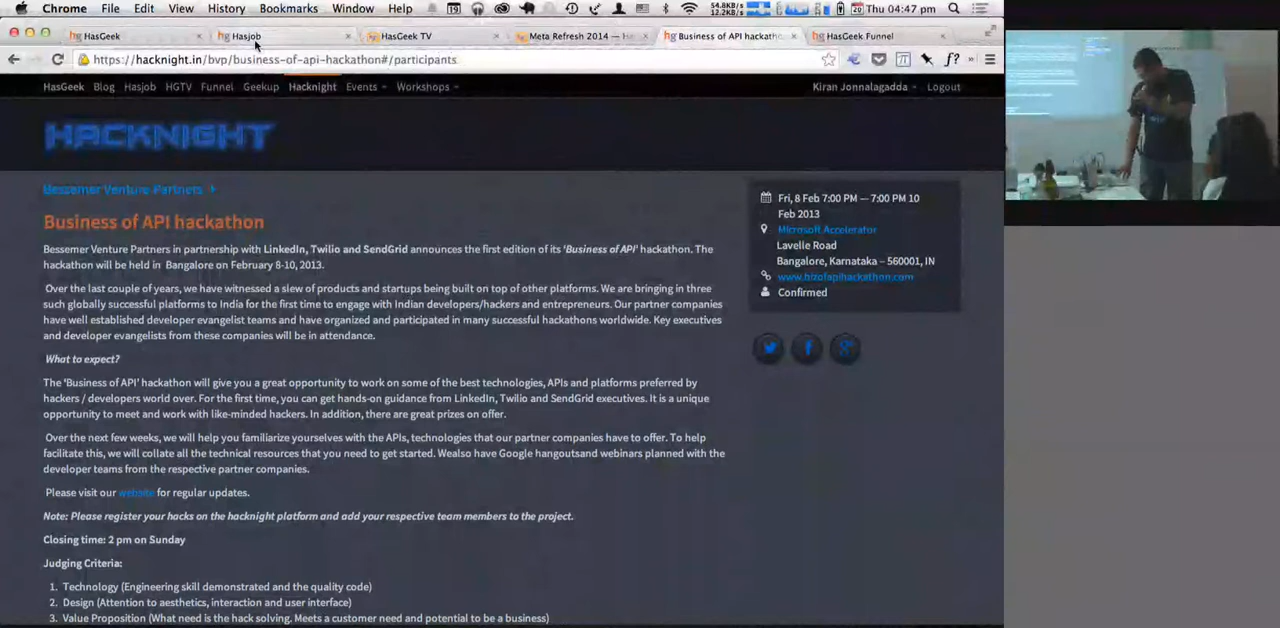 Chrome File Edit View History Bookmarks Window Help 19 54.8KB/s 12.2KB/s 20 Thu 04:47 pm
hg HasGeek × hg Hasjob × HasGeek TV × Meta Refresh 2014 — Ha × hg Business of API hackatho × hg HasGeek Funnel ×
https://hacknight.in/bvp/business-of-api-hackathon#/participants f? »
HasGeek Blog Hasjob HGTV Funnel Geekup Hacknight Events Workshops Kiran Jonnalagadda Logout
HACKNIGHT
Bessemer Venture Partners
Business of API hackathon
Bessemer Venture Partners in partnership with LinkedIn, Twilio and SendGrid announces the first edition of its 'Business of API' hackathon. The
hackathon will be held in Bangalore on February 8-10, 2013.
Over the last couple of years, we have witnessed a slew of products and startups being built on top of other platforms. We are bringing in three
such globally successful platforms to India for the first time to engage with Indian developers/hackers and entrepreneurs. Our partner companies
have well established developer evangelist teams and have organized and participated in many successful hackathons worldwide. Key executives
and developer evangelists from these companies will be in attendance.
What to expect?
The 'Business of API' hackathon will give you a great opportunity to work on some of the best technologies, APIs and platforms preferred by
hackers / developers world over. For the first time, you can get hands-on guidance from LinkedIn, Twilio and SendGrid executives. It is a unique
opportunity to meet and work with like-minded hackers. In addition, there are great prizes on offer.
Over the next few weeks, we will help you familiarize yourselves with the APIs, technologies that our partner companies have to offer. To help
facilitate this, we will collate all the technical resources that you need to get started. Wealso have Google hangoutsand webinars planned with the
developer teams from the respective partner companies.
Please visit our website for regular updates.
Note: Please register your hacks on the hacknight platform and add your respective team members to the project.
Closing time: 2 pm on Sunday
Judging Criteria:
1. Technology (Engineering skill demonstrated and the quality code)
2. Design (Attention to aesthetics, interaction and user interface)
3. Value Proposition (What need is the hack solving. Meets a customer need and potential to be a business)
Fri, 8 Feb 7:00 PM — 7:00 PM 10
Feb 2013
Microsoft Accelerator
Lavelle Road
Bangalore, Karnataka – 560001, IN
www.bizofapihackathon.com
Confirmed